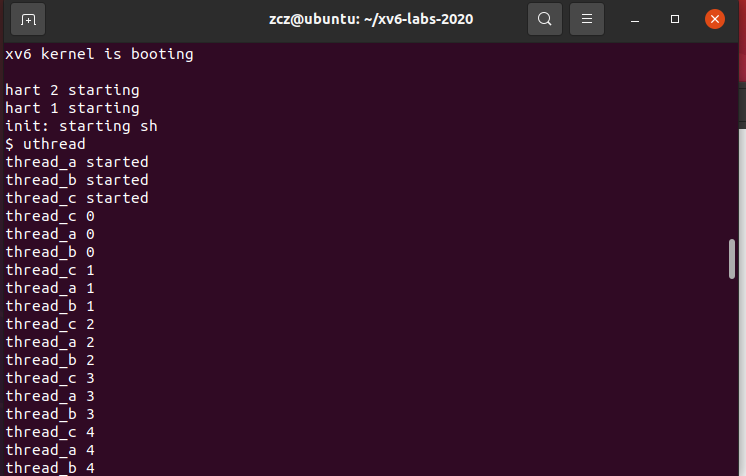 zcz@ubuntu: ~/xv6-labs-2020
xv6 kernel is booting
hart 2 starting
hart 1 starting
init: starting sh
$ uthread
thread_a started
thread_b started
thread_c started
thread_c 0
thread_a 0
thread_b 0
thread_c 1
thread_a 1
thread_b 1
thread_c 2
thread_a 2
thread_b 2
thread_c 3
thread_a 3
thread_b 3
thread_c 4
thread_a 4
thread_b 4